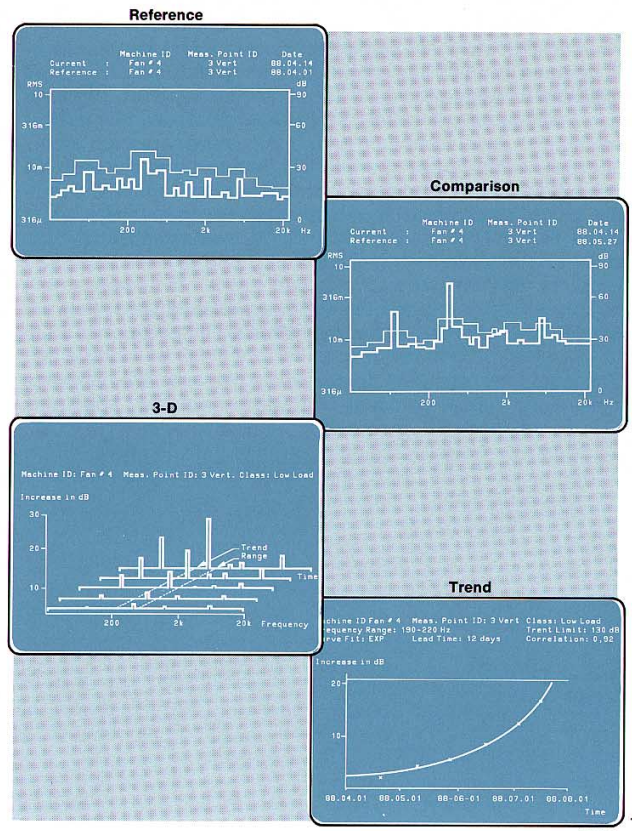 Reference
Machine ID Meas. Point ID Date
Current : Fan # 4 3 Vert 88.04.14
Reference : Fan # 4 3 Vert 88.04.01
RMS dB
10 90
316m 60
10m 30
316µ 0
200 2k 20k Hz
Comparison
Machine ID Meas. Point ID Date
Current : Fan # 4 3 Vert 88.04.14
Reference : Fan # 4 3 Vert 88.05.27
RMS dB
10 90
316m 60
10m 30
316µ 0
200 2k 20k Hz
3-D
Machine ID: Fan # 4 Meas. Point ID: 3 Vert. Class: Low Load
Increase in dB
30
20
10
Trend
Range
Time
200 2k 20k Frequency
Trend
chine ID Fan # 4 Meas. Point ID: 3 Vert Class: Low Load
requency Range: 190-220 Hz Trend Limit: 130 dB
urve Fit: EXP Lead Time: 12 days Correlation: 0,92
Increase in dB
20
10
88.04.01 88.05.01 88-06-01 88.07.01 88.08.01
Time